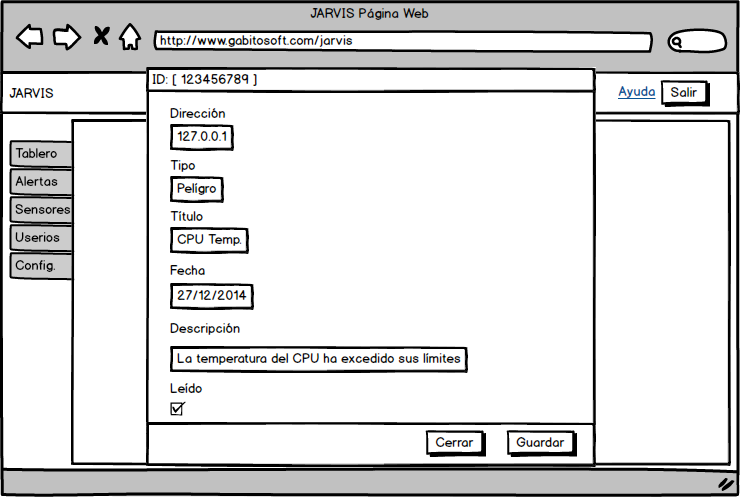 JARVIS Página Web
http://www.gabitosoft.com/jarvis
ID: [ 123456789 ]
JARVIS
Ayuda
Salir
Tablero
Alertas
Sensores
Userios
Config.
Dirección
127.0.0.1
Tipo
Pelígro
Título
CPU Temp.
Fecha
27/12/2014
Descripción
La temperatura del CPU ha excedido sus límites
Leído
Cerrar
Guardar